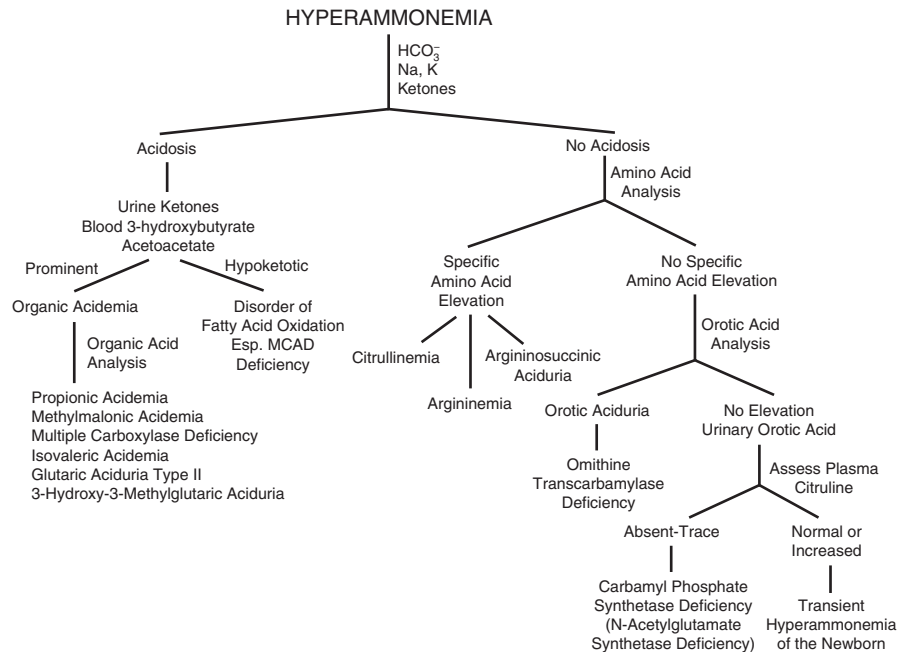 HYPERAMMONEMIA
HCO₃⁻
Na, K
Ketones
Acidosis
No Acidosis
Amino Acid
Analysis
Urine Ketones
Blood 3-hydroxybutyrate
Acetoacetate
Prominent
Hypoketotic
Organic Acidemia
Disorder of
Fatty Acid Oxidation
Esp. MCAD
Deficiency
Organic Acid
Analysis
Propionic Acidemia
Methylmalonic Acidemia
Multiple Carboxylase Deficiency
Isovaleric Acidemia
Glutaric Aciduria Type II
3-Hydroxy-3-Methylglutaric Aciduria
Specific
Amino Acid
Elevation
No Specific
Amino Acid Elevation
Citrullinemia
Argininemia
Argininosuccinic
Aciduria
Orotic Acid
Analysis
Orotic Aciduria
No Elevation
Urinary Orotic Acid
Omithine
Transcarbamylase
Deficiency
Assess Plasma
Citruline
Absent-Trace
Normal or
Increased
Carbamyl Phosphate
Synthetase Deficiency
(N-Acetylglutamate
Synthetase Deficiency)
Transient
Hyperammonemia
of the Newborn